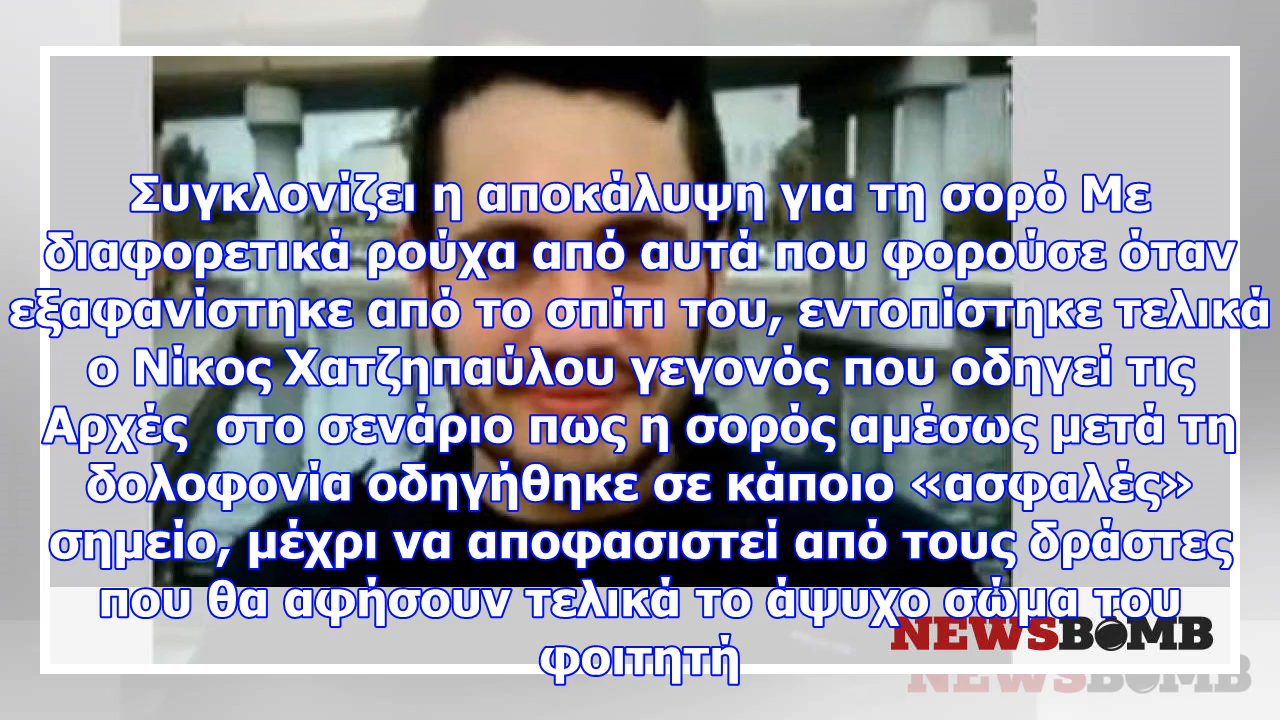 Συγκλονίζει η αποκάλυψη για τη σορό Με
διαφορετικά ρούχα από αυτά που φορούσε όταν
εξαφανίστηκε από το σπίτι του, εντοπίστηκε τελικά
ο Νίκος Χατζηπαύλου γεγονός που οδηγεί τις
Αρχές  στο σενάριο πως η σορός αμέσως μετά τη
δολοφονία οδηγήθηκε σε κάποιο «ασφαλές»
σημείο, μέχρι να αποφασιστεί από τους δράστες
που θα αφήσουν τελικά το άψυχο σώμα του
φοιτητή
NEWSBOMB
NEWSBOMB